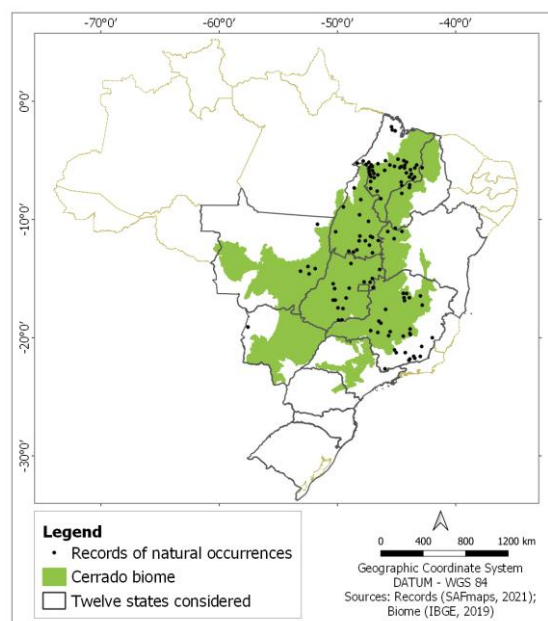 -70°0' -60°0' -50°0' -40°0'
0°0'
-10°0'
-20°0'
-30°0'
Legend
Records of natural occurrences
Cerrado biome
Twelve states considered
0 400 800 1200 km
Geographic Coordinate System
DATUM - WGS 84
Sources: Records (SAFmaps, 2021);
Biome (IBGE, 2019)